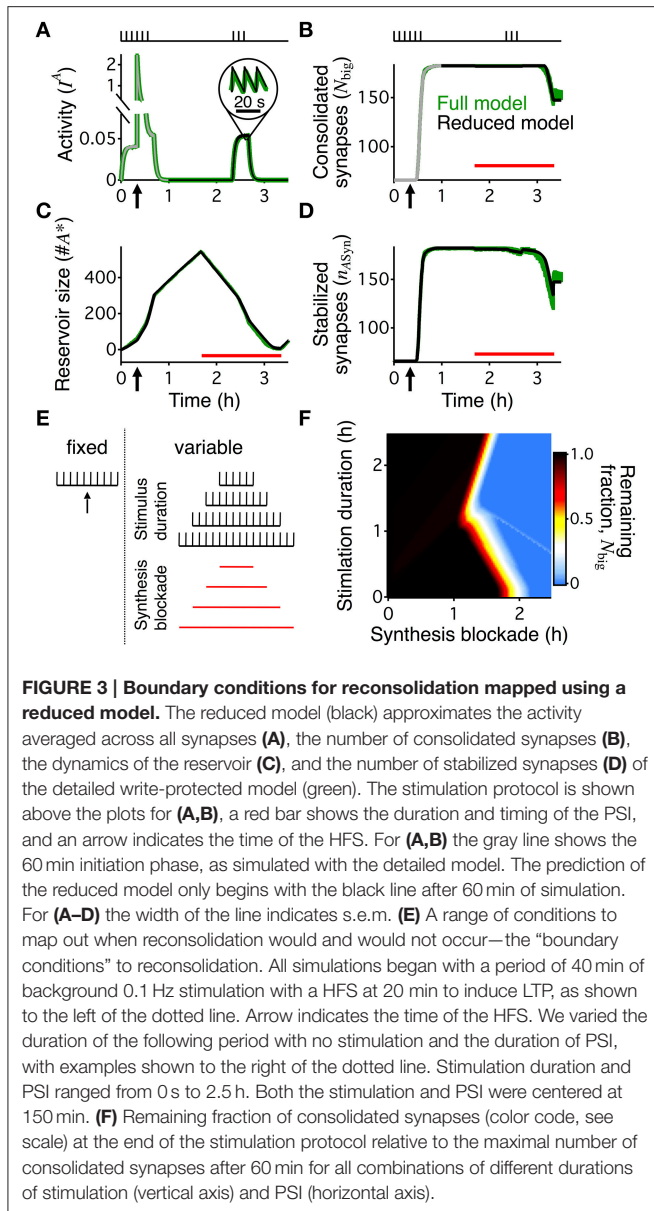 A
B
Activity (I^A)
2
1
0.05
0
0 1 2 3
20 s
Consolidated
synapses (N_big)
150
100
Full model
Reduced model
0 1 2 3
C
D
Reservoir size (#A*)
400
200
0
0 1 2 3
Time (h)
Stabilized
synapses (n_ASyn)
150
100
0 1 2 3
Time (h)
E
F
fixed
variable
Stimulus
duration
Synthesis
blockade
Stimlation duration (h)
2
1
0
0 1 2
Synthesis blockade (h)
1.0
0.5
0
Remaining
fraction, N_big
FIGURE 3 | Boundary conditions for reconsolidation mapped using a
reduced model. The reduced model (black) approximates the activity
averaged across all synapses (A), the number of consolidated synapses (B),
the dynamics of the reservoir (C), and the number of stabilized synapses (D) of
the detailed write-protected model (green). The stimulation protocol is shown
above the plots for (A,B), a red bar shows the duration and timing of the PSI,
and an arrow indicates the time of the HFS. For (A,B) the gray line shows the
60 min initiation phase, as simulated with the detailed model. The prediction of
the reduced model only begins with the black line after 60 min of simulation.
For (A–D) the width of the line indicates s.e.m. (E) A range of conditions to
map out when reconsolidation would and would not occur—the “boundary
conditions” to reconsolidation. All simulations began with a period of 40 min of
background 0.1 Hz stimulation with a HFS at 20 min to induce LTP, as shown
to the left of the dotted line. Arrow indicates the time of the HFS. We varied the
duration of the following period with no stimulation and the duration of PSI,
with examples shown to the right of the dotted line. Stimulation duration and
PSI ranged from 0 s to 2.5 h. Both the stimulation and PSI were centered at
150 min. (F) Remaining fraction of consolidated synapses (color code, see
scale) at the end of the stimulation protocol relative to the maximal number of
consolidated synapses after 60 min for all combinations of different durations
of stimulation (vertical axis) and PSI (horizontal axis).